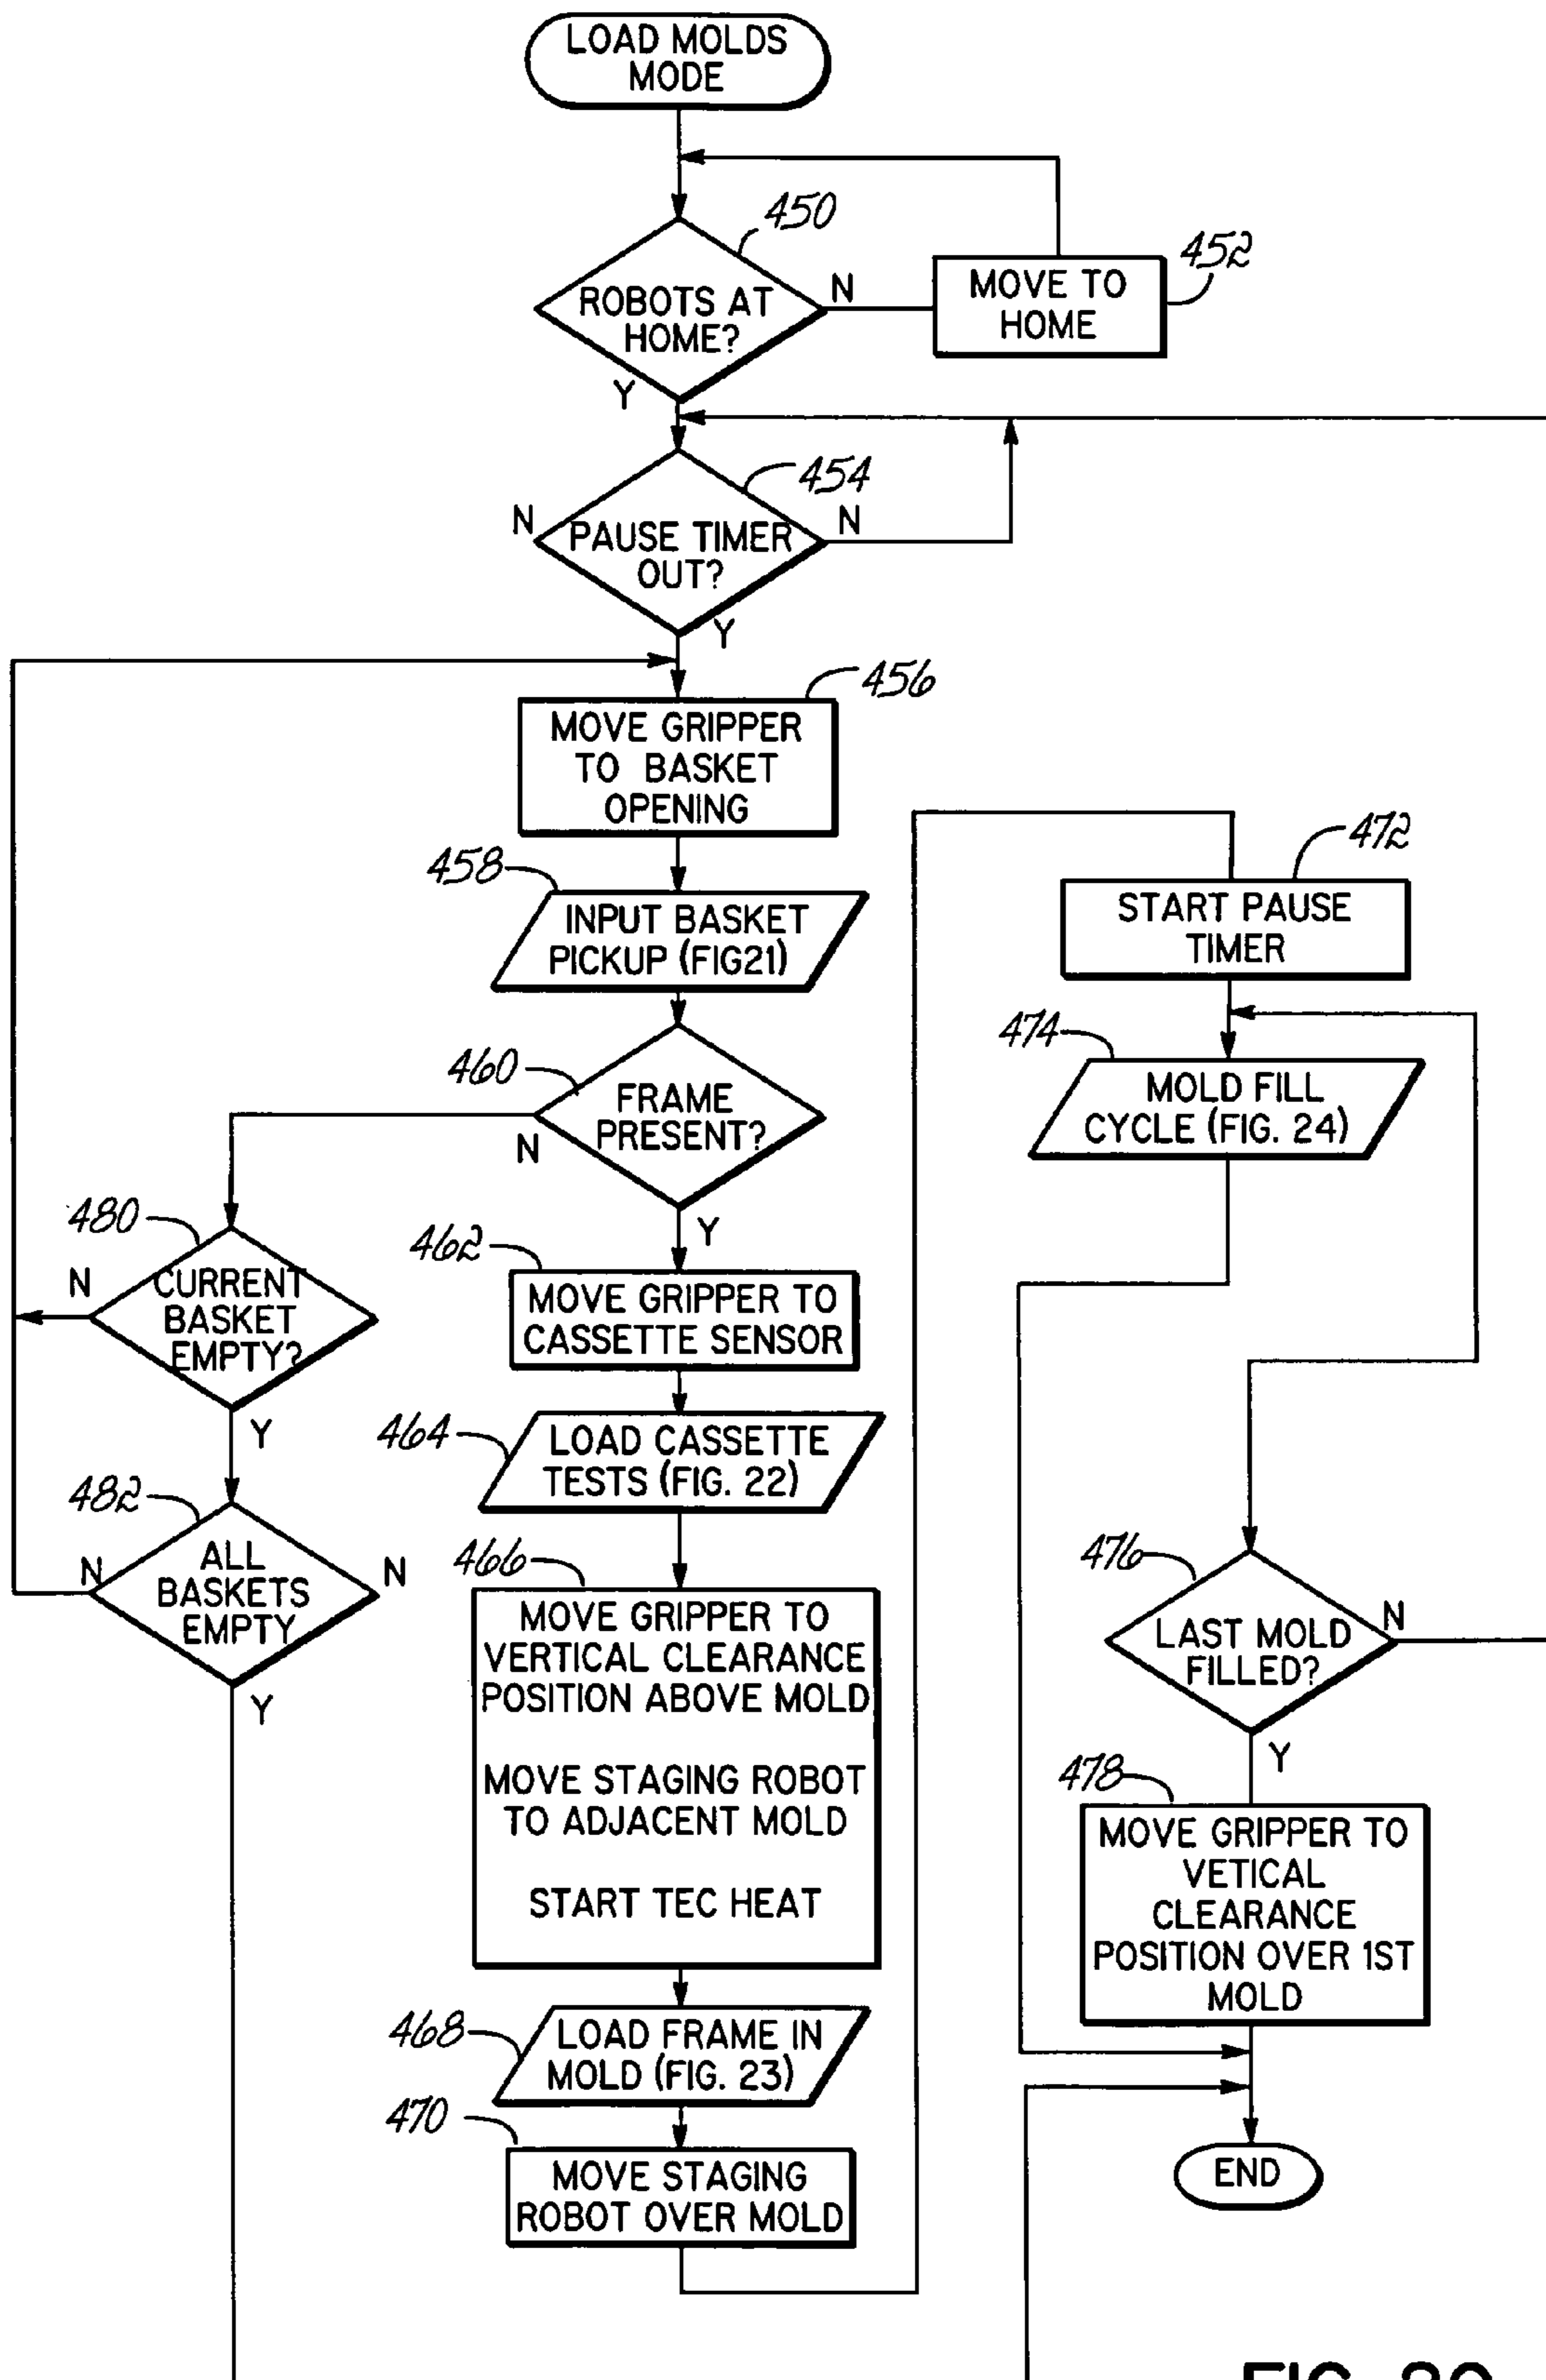 LOAD MOLDS
MODE
450
ROBOTS AT
HOME?
N
Y
MOVE TO
HOME
452
454
N
PAUSE TIMER
OUT?
N
Y
456
MOVE GRIPPER
TO BASKET
OPENING
458
INPUT BASKET
PICKUP (FIG21)
460
FRAME
PRESENT?
N
Y
480
N
CURRENT
BASKET
EMPTY?
Y
482
N
ALL
BASKETS
EMPTY
N
Y
462
MOVE GRIPPER TO
CASSETTE SENSOR
464
LOAD CASSETTE
TESTS (FIG. 22)
466
MOVE GRIPPER TO
VERTICAL CLEARANCE
POSITION ABOVE MOLD
MOVE STAGING ROBOT
TO ADJACENT MOLD
START TEC HEAT
468
LOAD FRAME IN
MOLD (FIG. 23)
470
MOVE STAGING
ROBOT OVER MOLD
472
START PAUSE
TIMER
474
MOLD FILL
CYCLE (FIG. 24)
476
LAST MOLD
FILLED?
N
Y
478
MOVE GRIPPER TO
VETICAL
CLEARANCE
POSITION OVER 1ST
MOLD
END